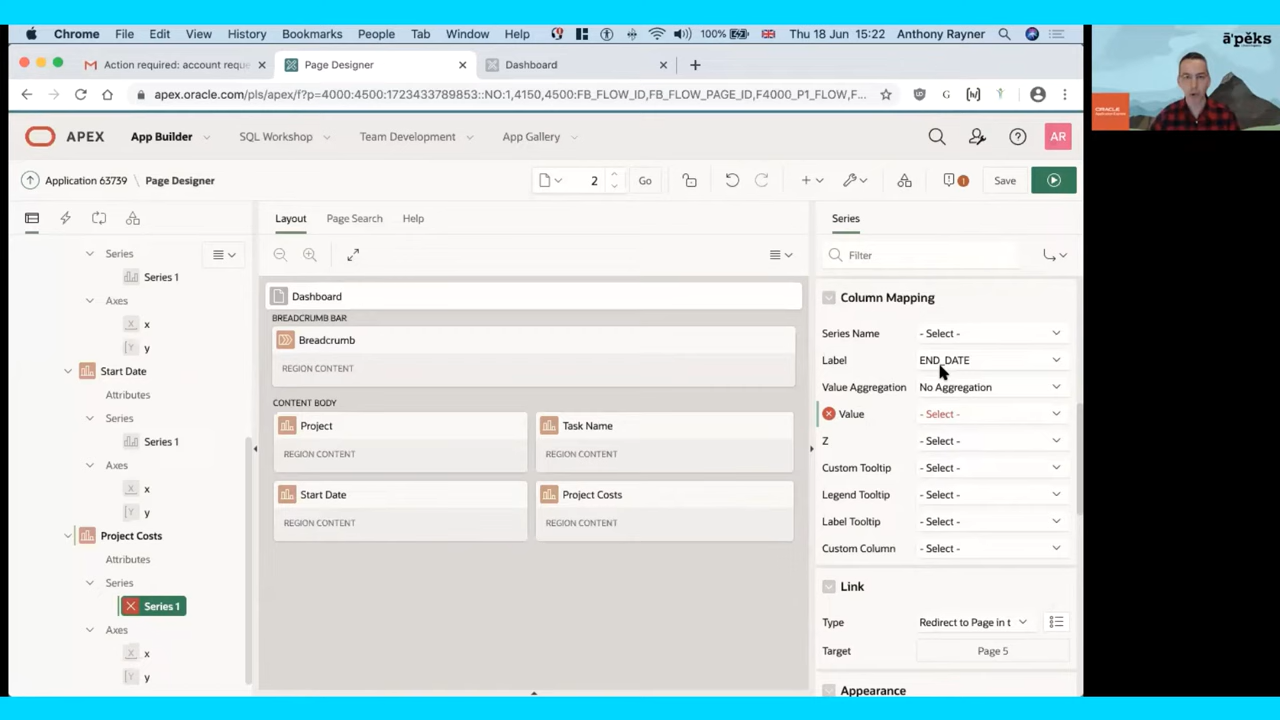 Chrome File Edit View History Bookmarks People Tab Window Help 100% Thu 18 Jun 15:22 Anthony Rayner
āpěks
Action required: account reque
Page Designer
Dashboard
apex.oracle.com/pls/apex/f?p=4000:4500:1723433789853::NO:1,4150,4500:FB_FLOW_ID,FB_FLOW_PAGE_ID,F4000_P1_FLOW,F...
APEX App Builder SQL Workshop Team Development App Gallery AR
Application 63739 \ Page Designer 2 Go 1 Save
Layout Page Search Help
Series
Filter
Series
Series 1
Axes
x
y
Start Date
Attributes
Series
Series 1
Axes
x
y
Project Costs
Attributes
Series
Series 1
Axes
x
y
Dashboard
BREADCRUMB BAR
Breadcrumb
REGION CONTENT
CONTENT BODY
Project Task Name
REGION CONTENT REGION CONTENT
Start Date Project Costs
REGION CONTENT REGION CONTENT
Column Mapping
Series Name - Select -
Label END_DATE
Value Aggregation No Aggregation
Value - Select -
Z - Select -
Custom Tooltip - Select -
Legend Tooltip - Select -
Label Tooltip - Select -
Custom Column - Select -
Link
Type Redirect to Page in t
Target Page 5
Appearance